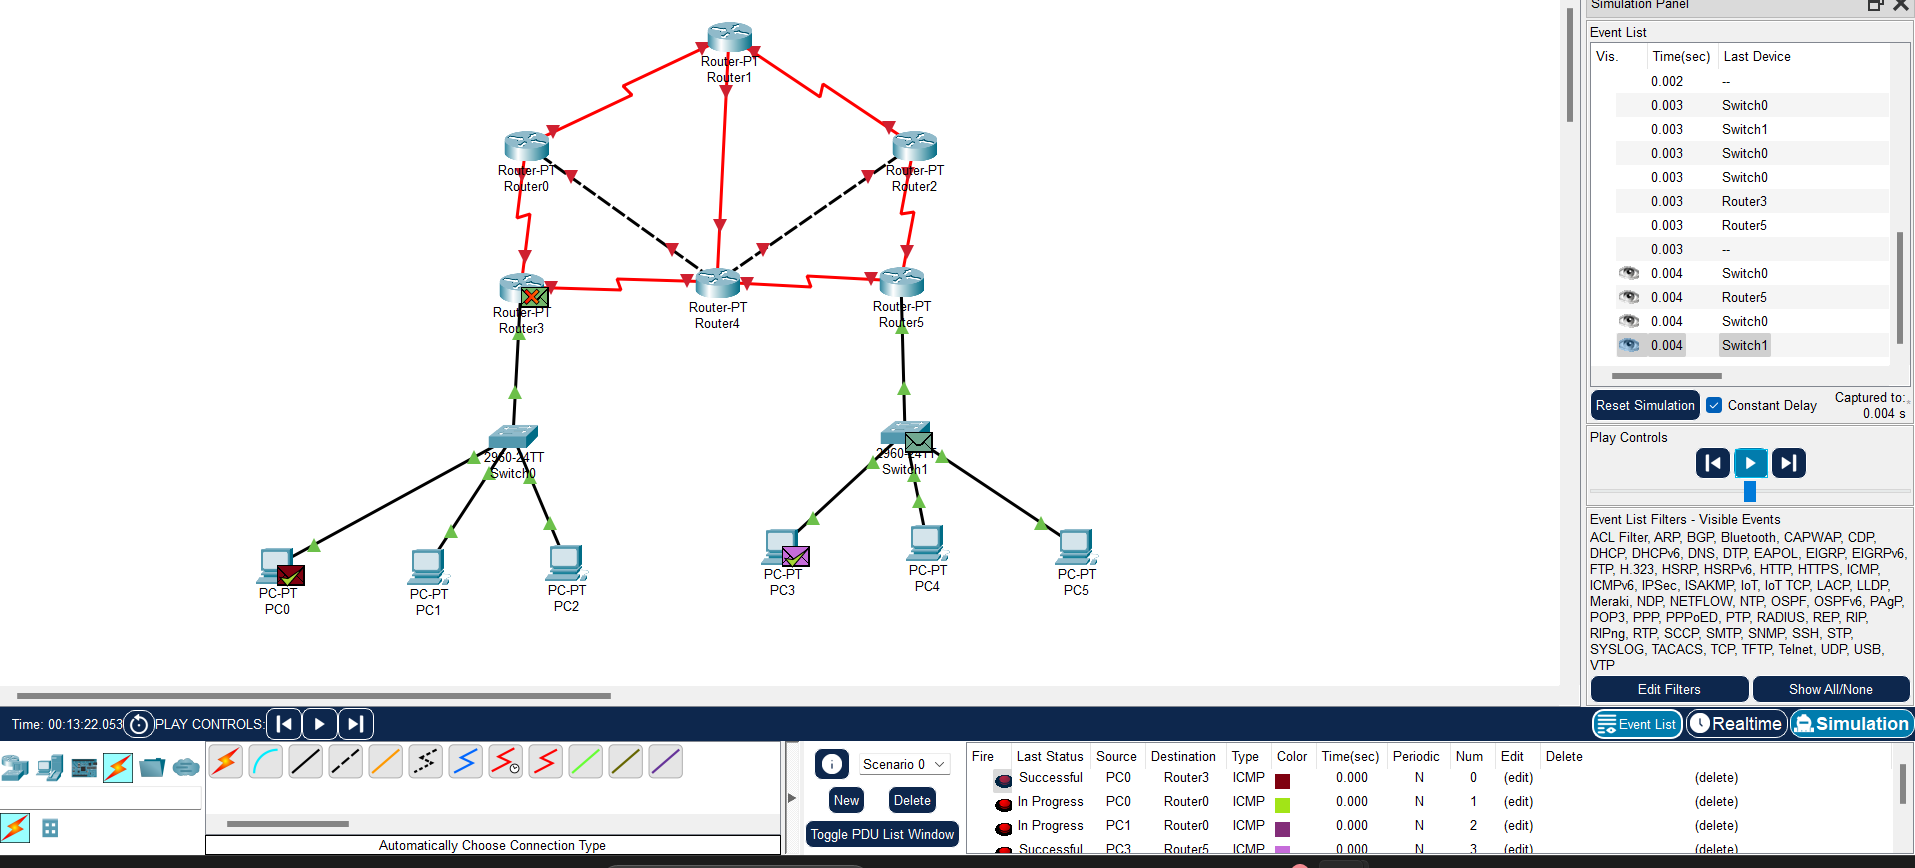 Simulation Panel
Event List
Vis. Time(sec) Last Device
0.002 --
0.003 Switch0
0.003 Switch1
0.003 Switch0
0.003 Switch0
0.003 Router3
0.003 Router5
0.003 --
0.004 Switch0
0.004 Router5
0.004 Switch0
0.004 Switch1
Reset Simulation Constant Delay Captured to:
0.004 s
Play Controls
Event List Filters - Visible Events
ACL Filter, ARP, BGP, Bluetooth, CAPWAP, CDP,
DHCP, DHCPv6, DNS, DTP, EAPOL, EIGRP, EIGRPv6,
FTP, H.323, HSRP, HSRPv6, HTTP, HTTPS, ICMP,
ICMPv6, IPSec, ISAKMP, IoT, IoT TCP, LACP, LLDP,
Meraki, NDP, NETFLOW, NTP, OSPF, OSPFv6, PAgP,
POP3, PPP, PPPoED, PTP, RADIUS, REP, RIP,
RIPng, RTP, SCCP, SMTP, SNMP, SSH, STP,
SYSLOG, TACACS, TCP, TFTP, Telnet, UDP, USB,
VTP
Edit Filters Show All/None
Router-PT
Router1
Router-PT
Router0
Router-PT
Router2
Router-PT
Router3
Router-PT
Router4
Router-PT
Router5
2960-24TT
Switch0
2960-24TT
Switch1
PC-PT
PC0
PC-PT
PC1
PC-PT
PC2
PC-PT
PC3
PC-PT
PC4
PC-PT
PC5
Time: 00:13:22.053 PLAY CONTROLS: Event List Realtime Simulation
Automatically Choose Connection Type
Scenario 0
New Delete
Toggle PDU List Window
Fire Last Status Source Destination Type Color Time(sec) Periodic Num Edit Delete
Successful PC0 Router3 ICMP 0.000 N 0 (edit) (delete)
In Progress PC0 Router0 ICMP 0.000 N 1 (edit) (delete)
In Progress PC1 Router0 ICMP 0.000 N 2 (edit) (delete)
Successful PC3 Router5 ICMP 0.000 N 3 (edit) (delete)